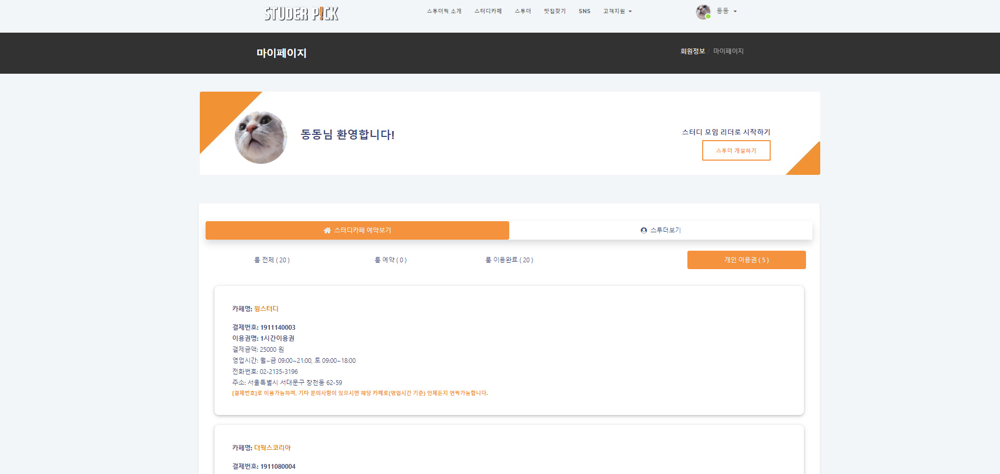 STUDER P!CK
스투더픽 소개 스터디카페 스투더 맛집찾기 SNS 고객지원
동동
마이페이지
회원정보 / 마이페이지
동동님 환영합니다!
스터디 모임 리더로 시작하기
스투더 개설하기
스터디카페 예약보기
스투더보기
룸 전체 ( 20 )
룸 예약 ( 0 )
룸 이용완료 ( 20 )
개인 이용권 ( 5 )
카페명: 윙스터디
결제번호: 1911140003
이용권명: 1시간이용권
결제금액: 25000 원
영업시간: 월~금 09:00~21:00, 토 09:00~18:00
전화번호: 02-2135-3196
주소: 서울특별시 서대문구 창천동 62-59
[결제번호]로 이용가능하며, 기타 문의사항이 있으시면 해당 카페로(영업시간 기준) 언제든지 연락가능합니다.
카페명: 더웍스코리아
결제번호: 1911080004